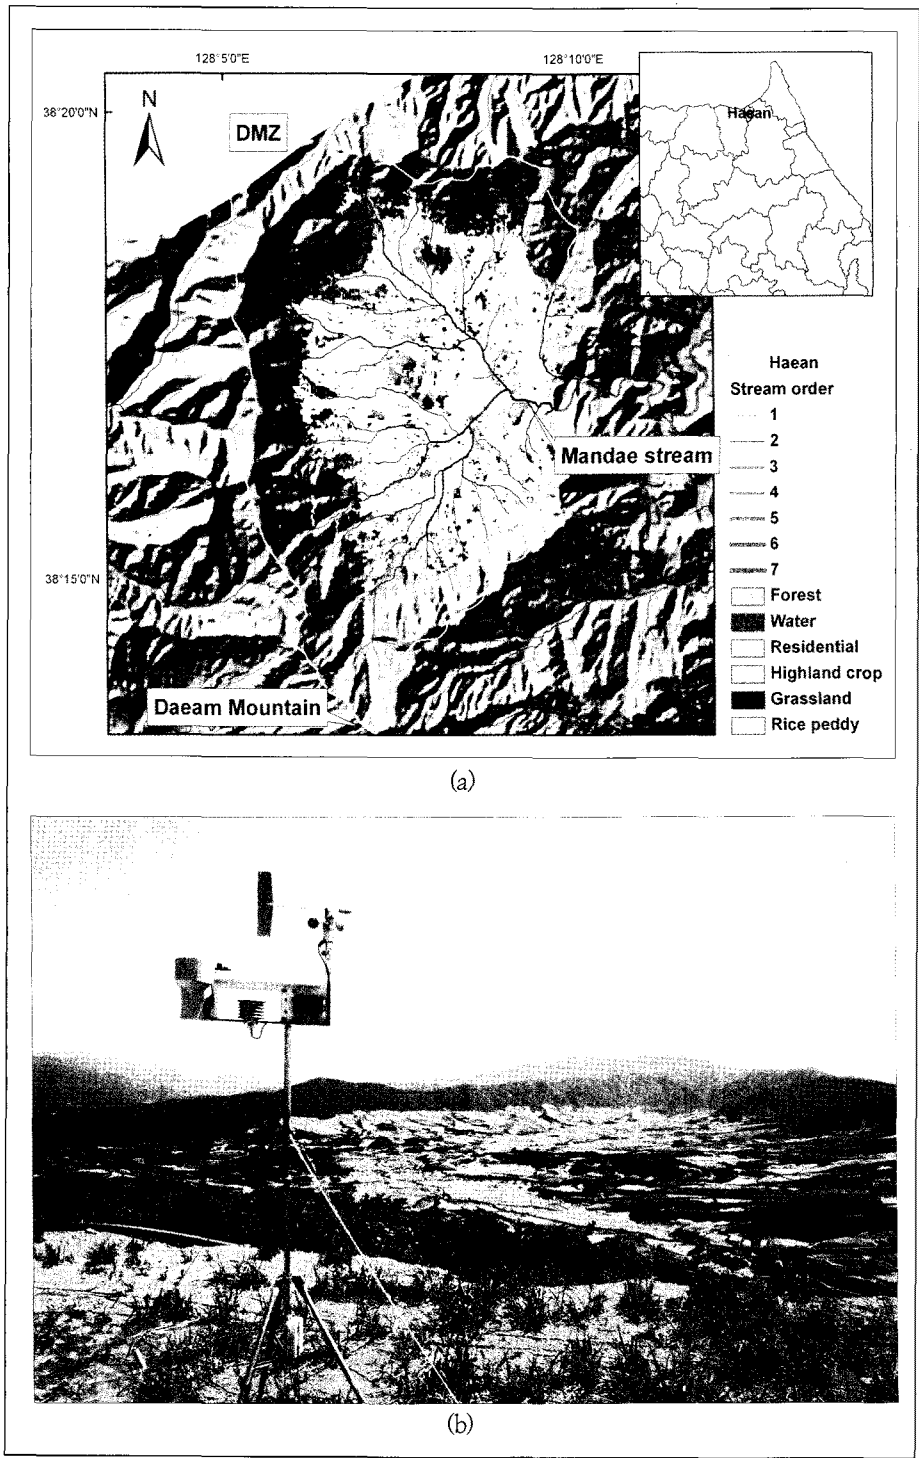 128°5'0"E
128°10'0"E
38°20'0"N
N
DMZ
Haean
Haean
Stream order
1
2
3
4
5
6
7
Mandae stream
38°15'0"N
Forest
Water
Residential
Highland crop
Grassland
Rice peddy
Daeam Mountain
(a)
(b)